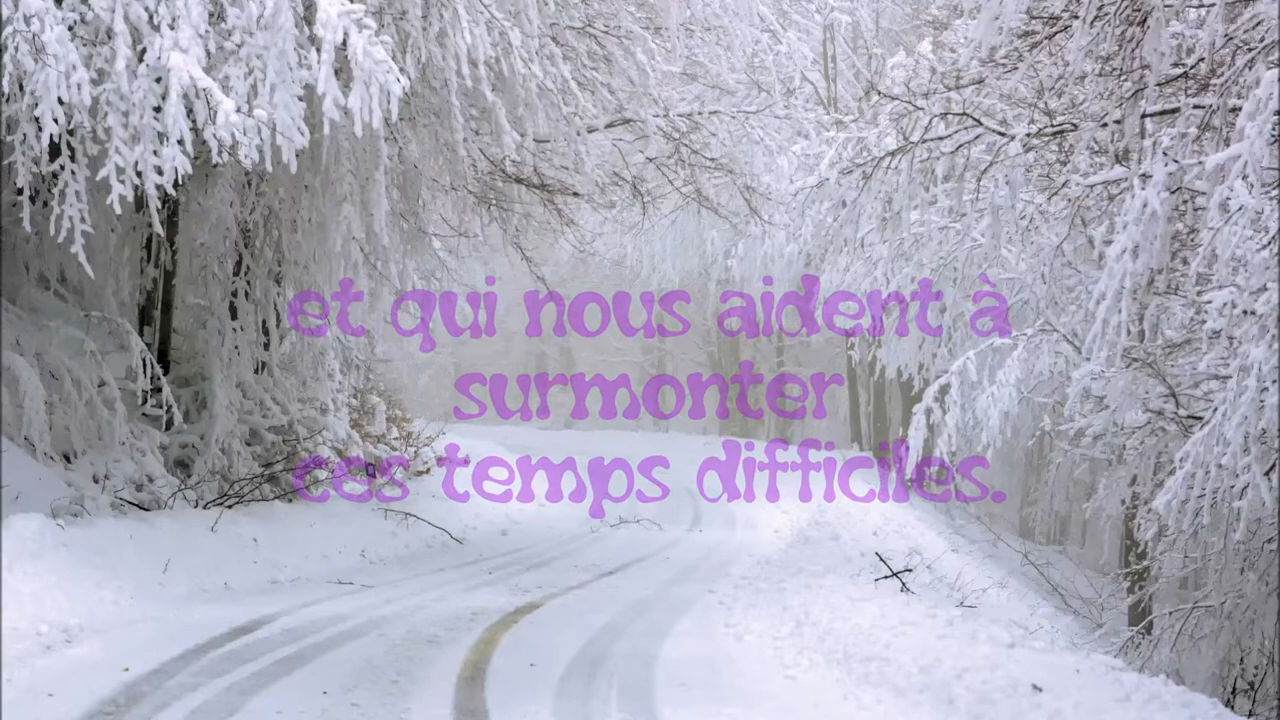 et qui nous aident à
surmonter
ces temps difficiles.